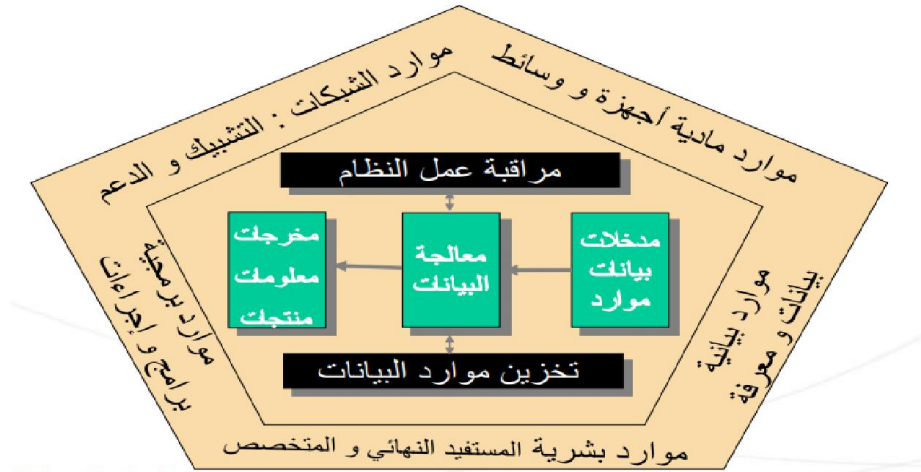 موارد الشبكات : التشبيك و الدعم
موارد مادية أجهزة و وسائط
مراقبة عمل النظام
مدخلات
بيانات
موارد
معالجة
البيانات
مخرجات
معلومات
منتجات
تخزين موارد البيانات
موارد بيانية
بيانات و معرفة
موارد برمجية
برامج و إجراءات
موارد بشرية المستفيد النهائي و المتخصص